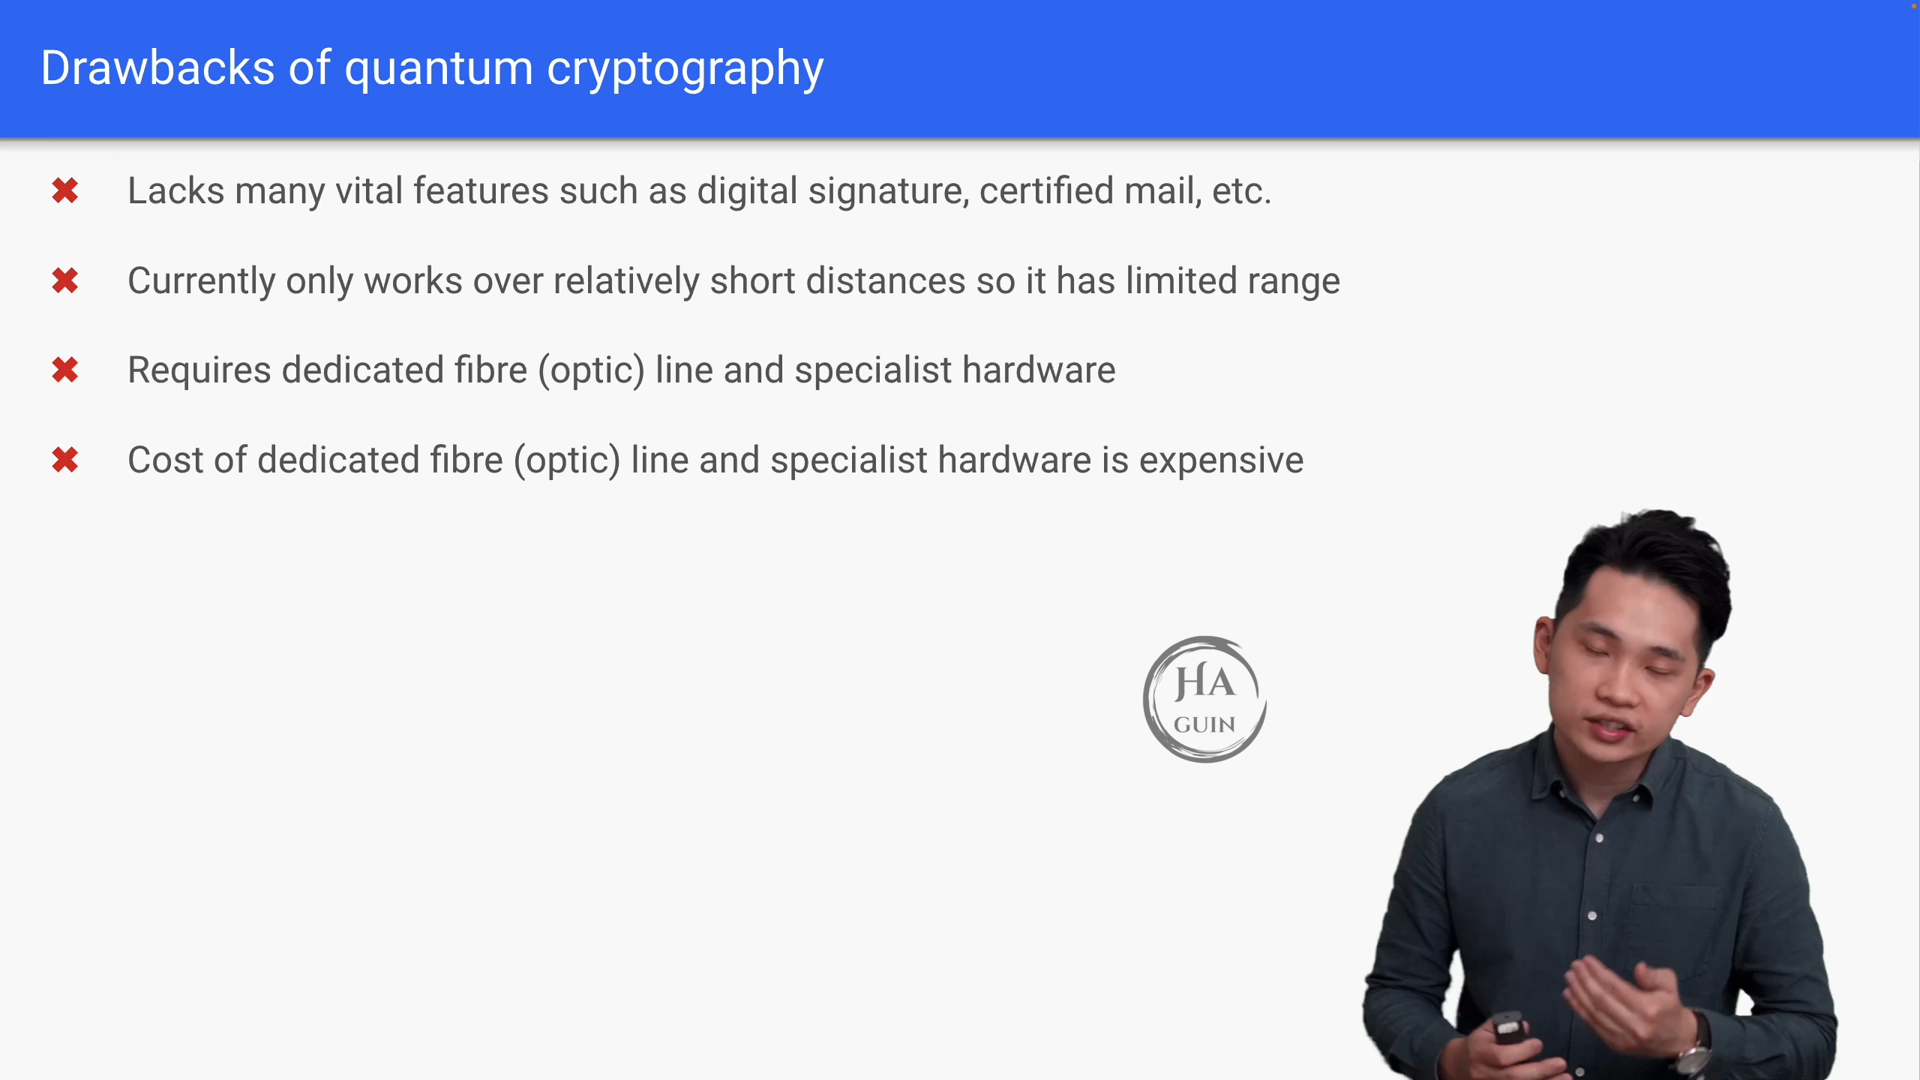 Drawbacks of quantum cryptography
✖ Lacks many vital features such as digital signature, certified mail, etc.
✖ Currently only works over relatively short distances so it has limited range
✖ Requires dedicated fibre (optic) line and specialist hardware
✖ Cost of dedicated fibre (optic) line and specialist hardware is expensive
HA
GUIN